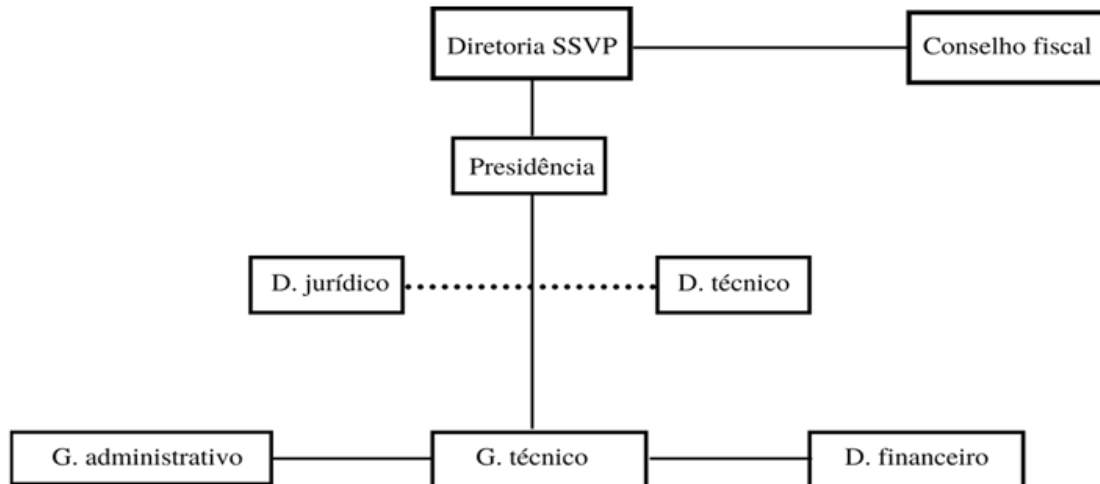 Diretoria SSVP
Conselho fiscal
Presidência
D. jurídico
D. técnico
G. administrativo
G. técnico
D. financeiro